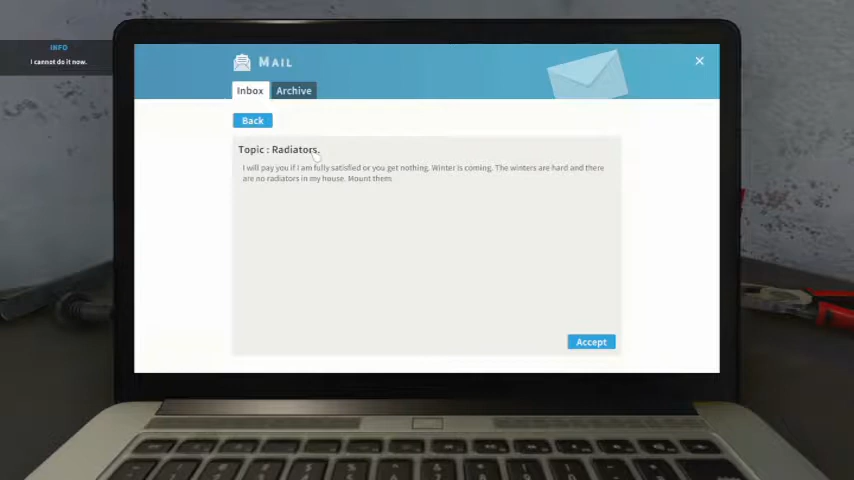 INFO
I cannot do it now.
MAIL
Inbox
Archive
Back
Topic : Radiators.
I will pay you if I am fully satisfied or you get nothing. Winter is coming. The winters are hard and there
are no radiators in my house. Mount them
Accept